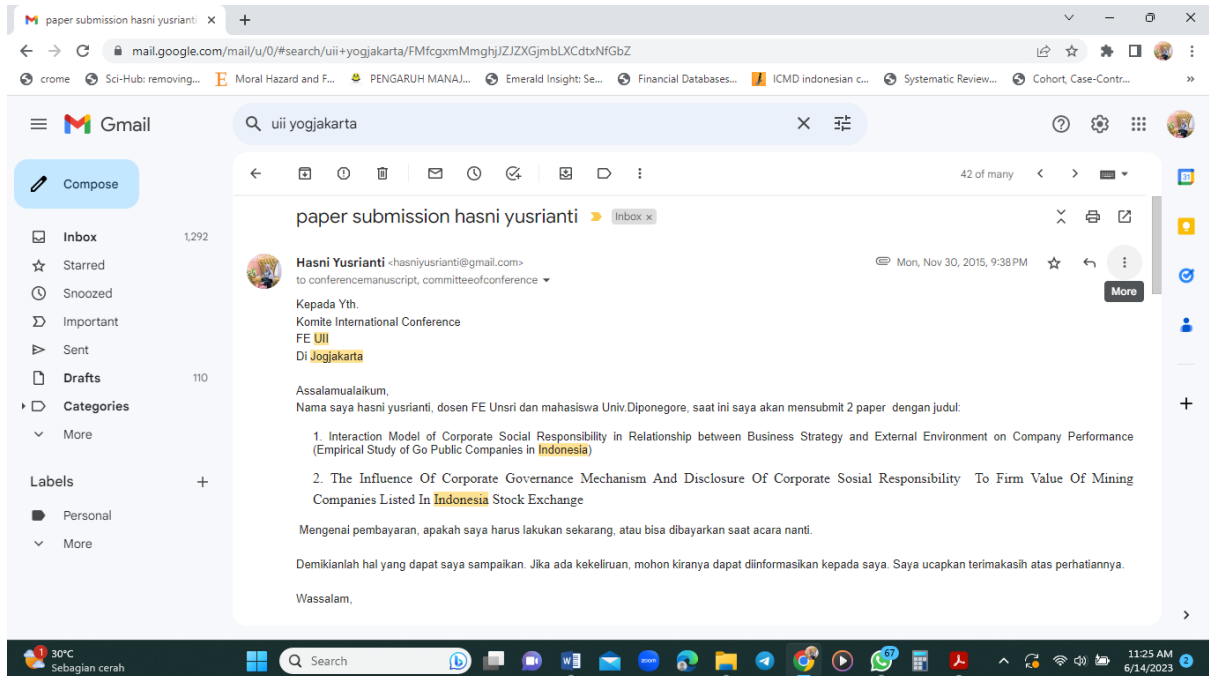 paper submission hasni yusrianti
mail.google.com/mail/u/0/#search/uii+yogjakarta/FMfcgxmMmghjJZJZXGjmbLXCdtxNfGbZ
crome Sci-Hub: removing... Moral Hazard and F... PENGARUH MANAJ... Emerald Insight: Se... Financial Databases... ICMD indonesian c... Systematic Review... Cohort, Case-Contr... »
Gmail uii yogjakarta
Compose 42 of many
paper submission hasni yusrianti Inbox ×
Inbox 1,292
Starred
Snoozed
Important
Sent
Drafts 110
Categories
More
Labels +
Personal
More
Hasni Yusrianti <hasniyusrianti@gmail.com> Mon, Nov 30, 2015, 9:38 PM
to conferencemanuscript, committeeofconference
More
Kepada Yth.
Komite International Conference
FE UII
Di Jogjakarta
Assalamualaikum,
Nama saya hasni yusrianti, dosen FE Unsri dan mahasiswa Univ.Diponegore, saat ini saya akan mensubmit 2 paper dengan judul:
1. Interaction Model of Corporate Social Responsibility in Relationship between Business Strategy and External Environment on Company Performance
(Empirical Study of Go Public Companies in Indonesia)
2. The Influence Of Corporate Governance Mechanism And Disclosure Of Corporate Sosial Responsibility To Firm Value Of Mining
Companies Listed In Indonesia Stock Exchange
Mengenai pembayaran, apakah saya harus lakukan sekarang, atau bisa dibayarkan saat acara nanti.
Demikianlah hal yang dapat saya sampaikan. Jika ada kekeliruan, mohon kiranya dapat diinformasikan kepada saya. Saya ucapkan terimakasih atas perhatiannya.
Wassalam,
31
1
30°C
Sebagian cerah
Search
zoom
67
11:25 AM
6/14/2023
2